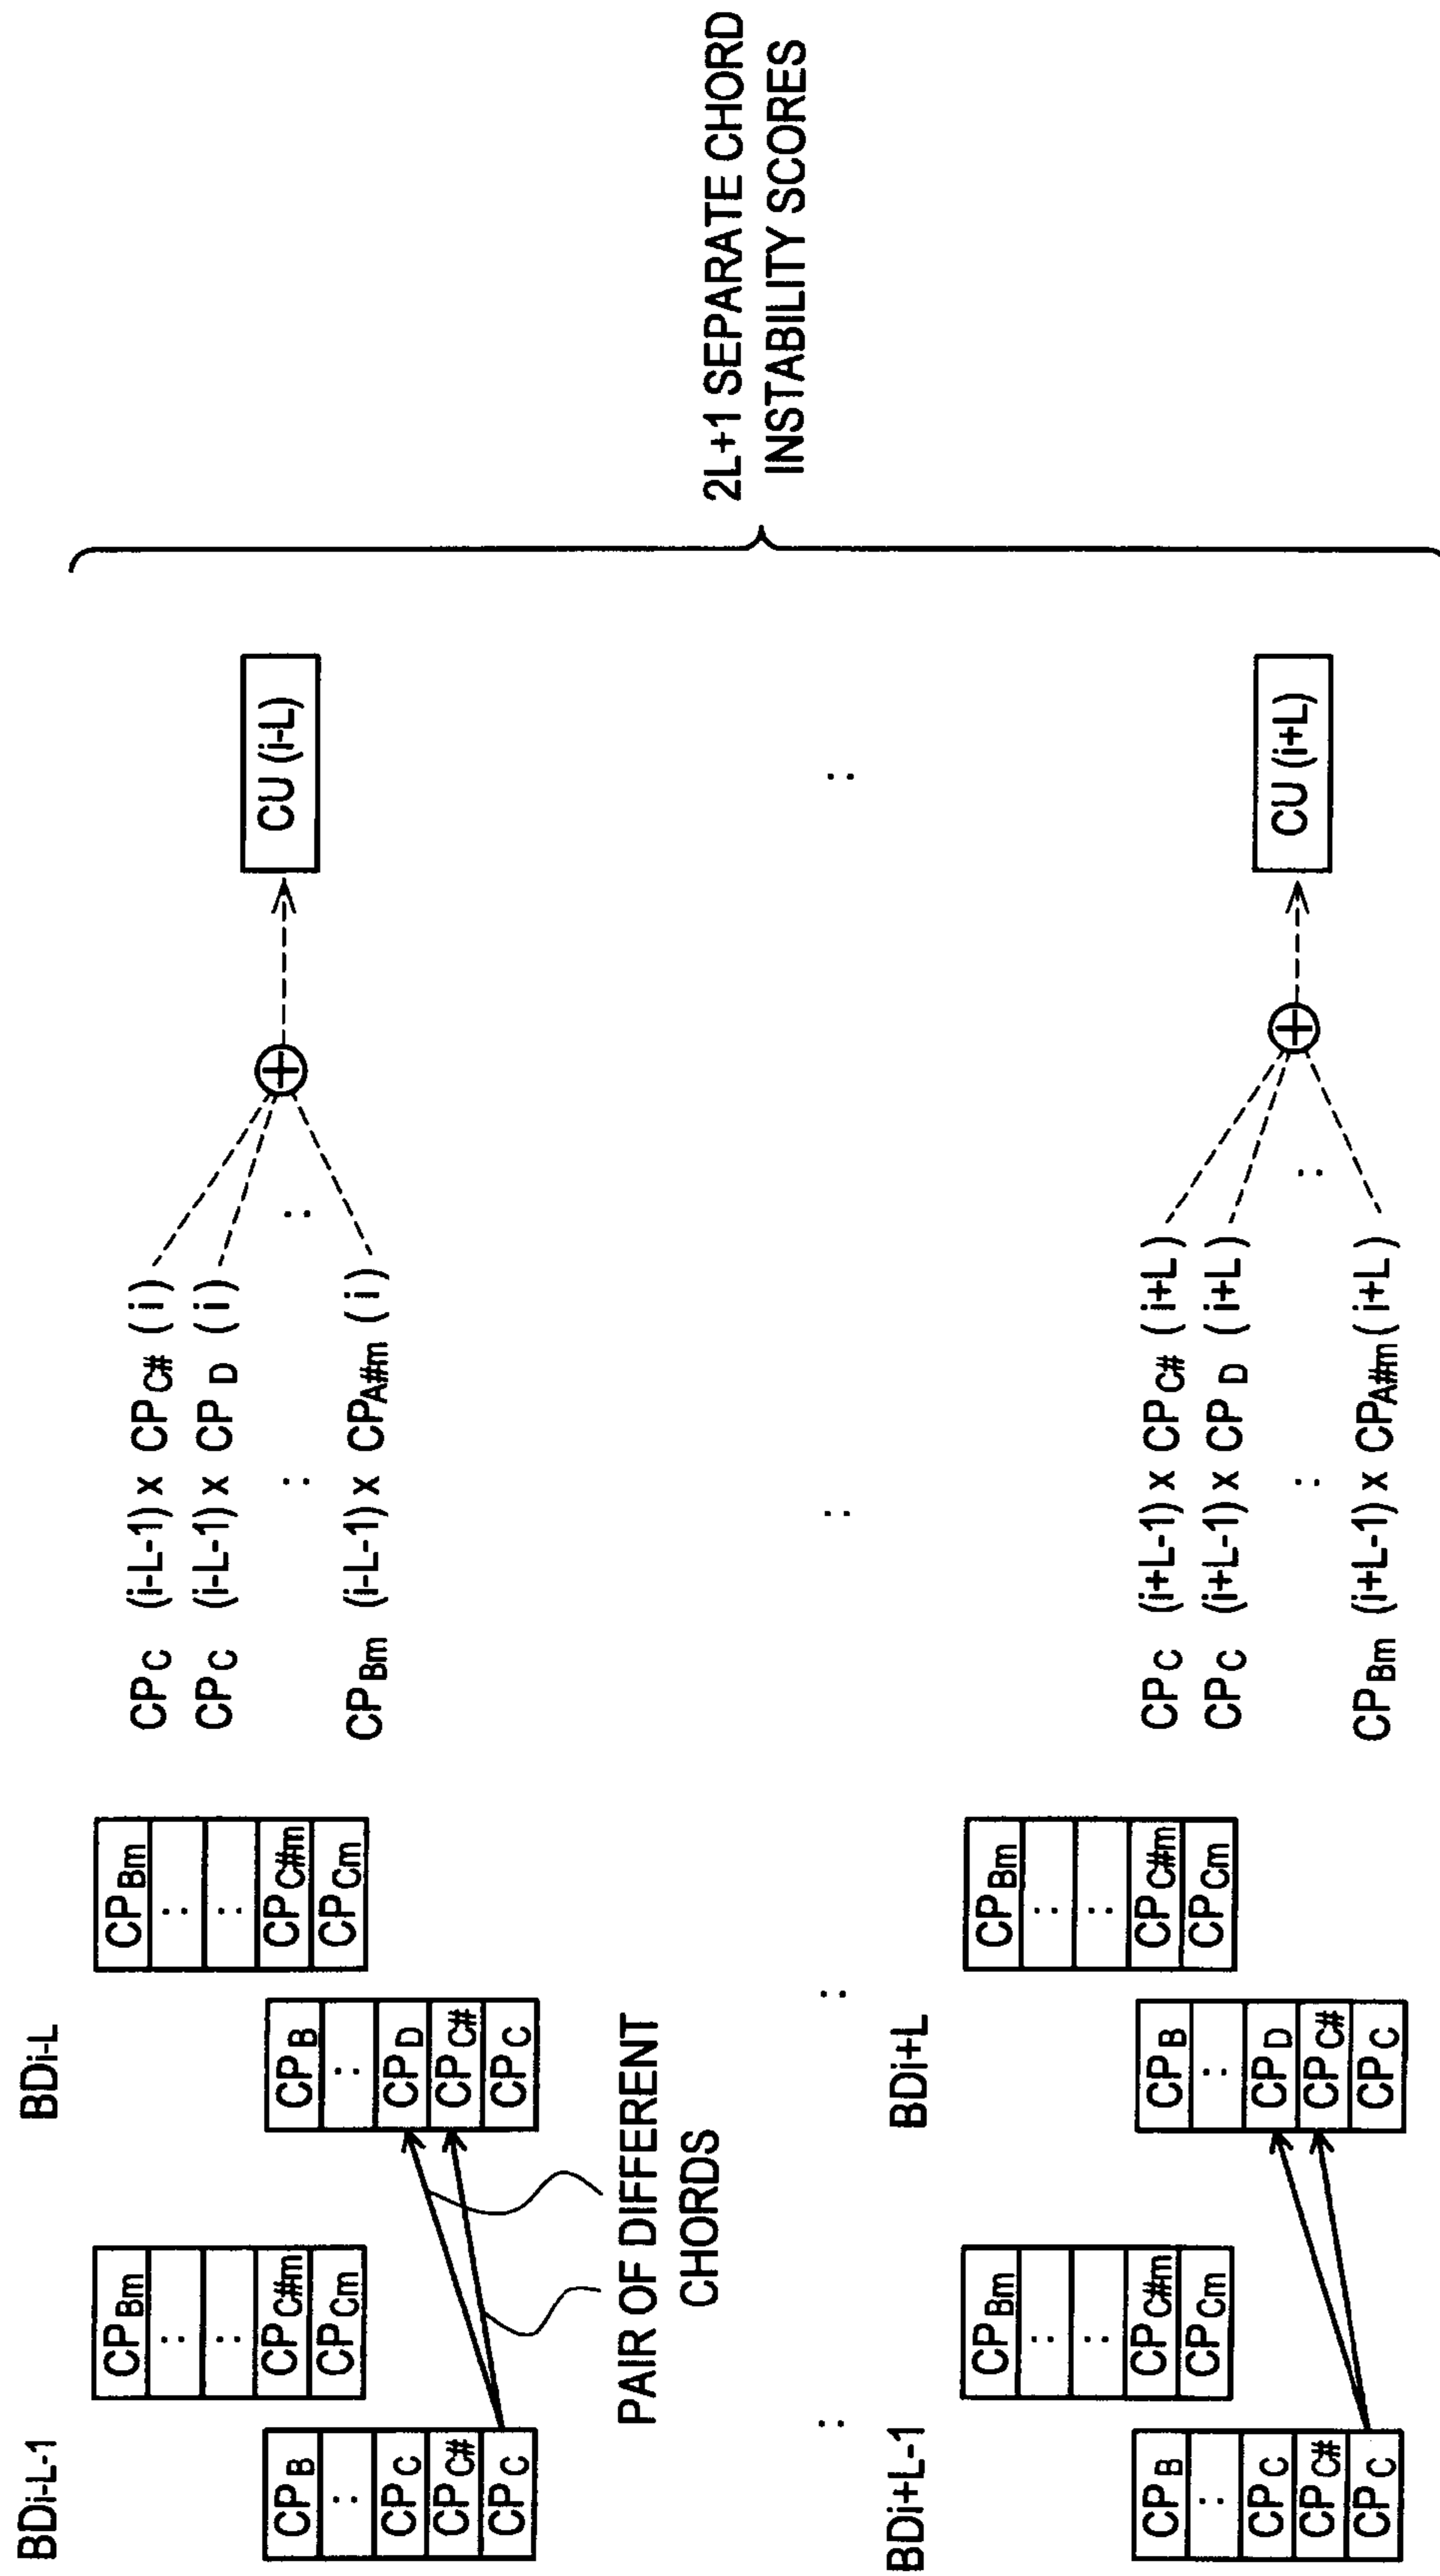 BDi-L-1
CPB
:
CPC
CPC#
CPC
CPBm
:
:
CPC#m
CPCm
BDi-L
CPB
:
CPD
CPC#
CPC
CPBm
:
:
CPC#m
CPCm
PAIR OF DIFFERENT
CHORDS
CPC (i-L-1) x CPC# (i)
CPC (i-L-1) x CPD (i)
:
:
CPBm (i-L-1) x CPA#m (i)
+
CU (i-L)
:
:
:
:
BDi+L-1
CPB
:
CPC
CPC#
CPC
CPBm
:
:
CPC#m
CPCm
BDi+L
CPB
:
CPD
CPC#
CPC
CPBm
:
:
CPC#m
CPCm
CPC (i+L-1) x CPC# (i+L)
CPC (i+L-1) x CPD (i+L)
:
:
CPBm (i+L-1) x CPA#m (i+L)
+
CU (i+L)
2L+1 SEPARATE CHORD
INSTABILITY SCORES